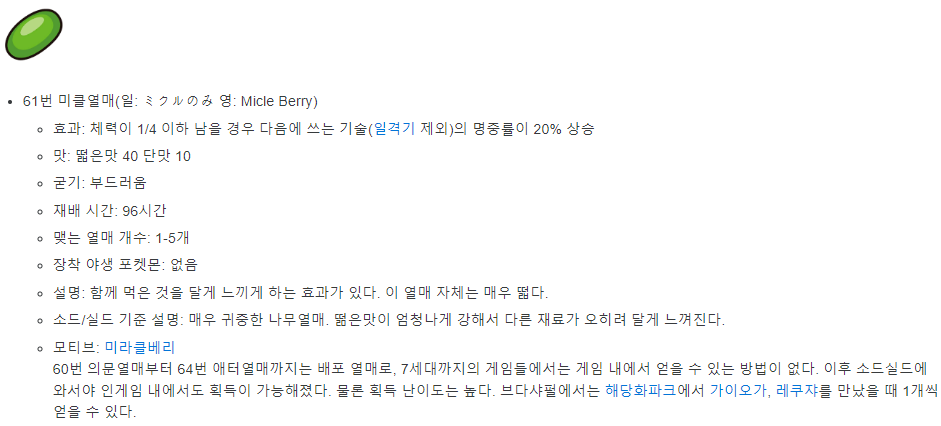 61번 미클열매(일: ミクルのみ 영: Micle Berry)
효과: 체력이 1/4 이하 남을 경우 다음에 쓰는 기술(일격기 제외)의 명중률이 20% 상승
맛: 떫은맛 40 단맛 10
굳기: 부드러움
재배 시간: 96시간
맺는 열매 개수: 1-5개
장착 야생 포켓몬: 없음
설명: 함께 먹은 것을 달게 느끼게 하는 효과가 있다. 이 열매 자체는 매우 떫다.
소드/실드 기준 설명: 매우 귀중한 나무열매. 떫은맛이 엄청나게 강해서 다른 재료가 오히려 달게 느껴진다.
모티브: 미라클베리
60번 의문열매부터 64번 애터열매까지는 배포 열매로, 7세대까지의 게임들에서는 게임 내에서 얻을 수 있는 방법이 없다. 이후 소드실드에
와서야 인게임 내에서도 획득이 가능해졌다. 물론 획득 난이도는 높다. 브다샤펄에서는 해당화파크에서 가이오가, 레쿠쟈를 만났을 때 1개씩
얻을 수 있다.